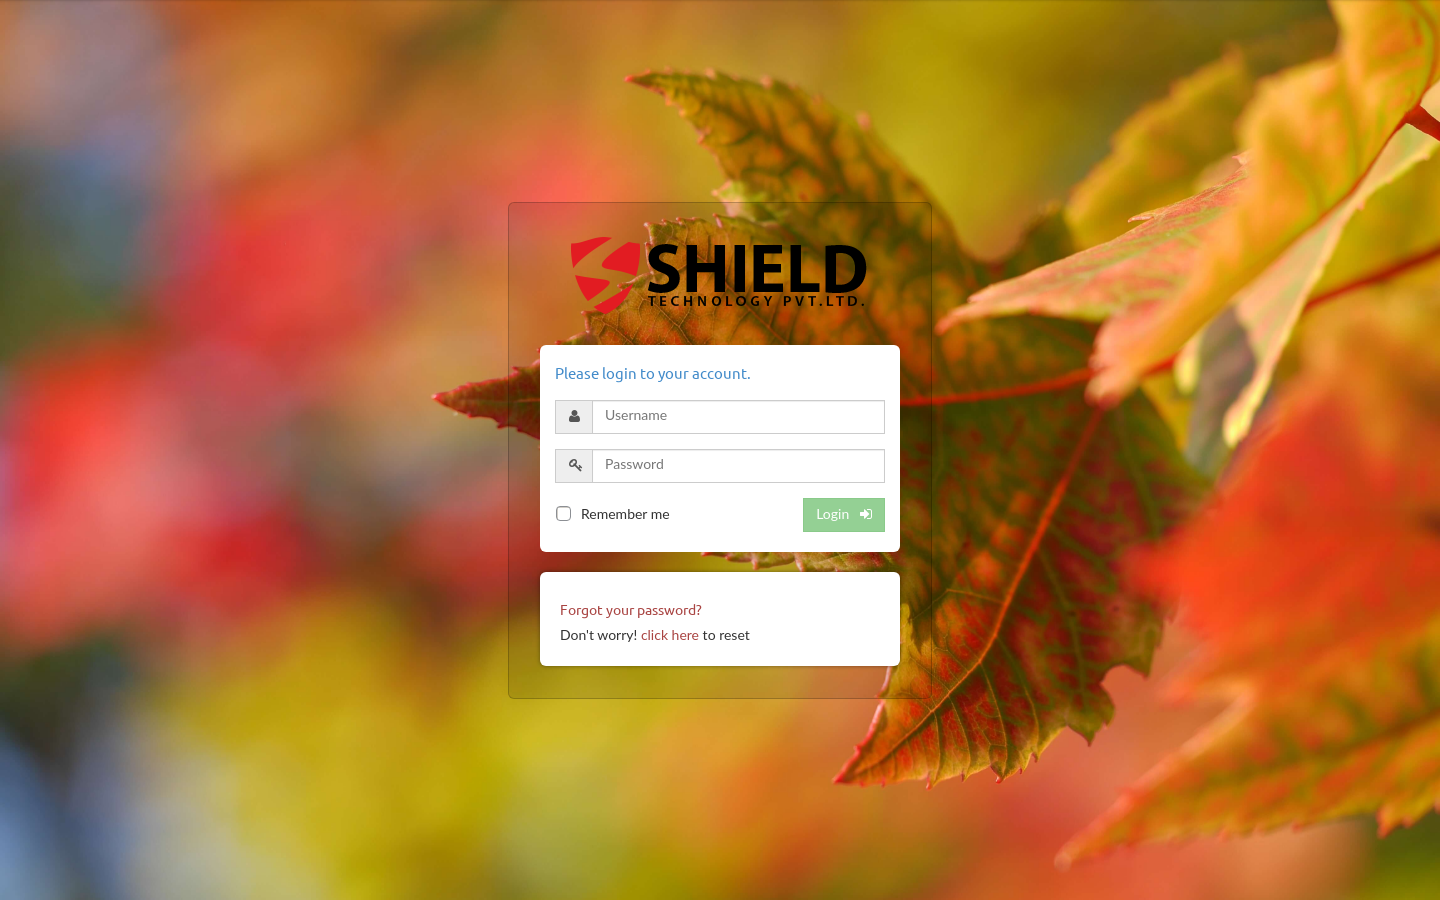 SHIELD
TECHNOLOGY PVT.LTD.
Please login to your account.
Username
Password
Remember me
Login
Forgot your password?
Don't worry! click here to reset